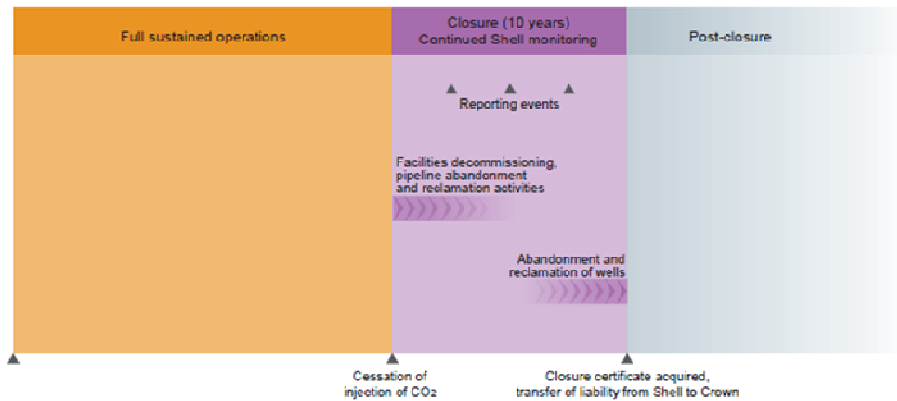 Full sustained operations
Closure (10 years)
Continued Shell monitoring
Post-closure
Reporting events
Facilities decommissioning,
pipeline abandonment
and reclamation activities
Abandonment and
reclamation of wells
Cessation of
injection of CO2
Closure certificate acquired,
transfer of liability from Shell to Crown